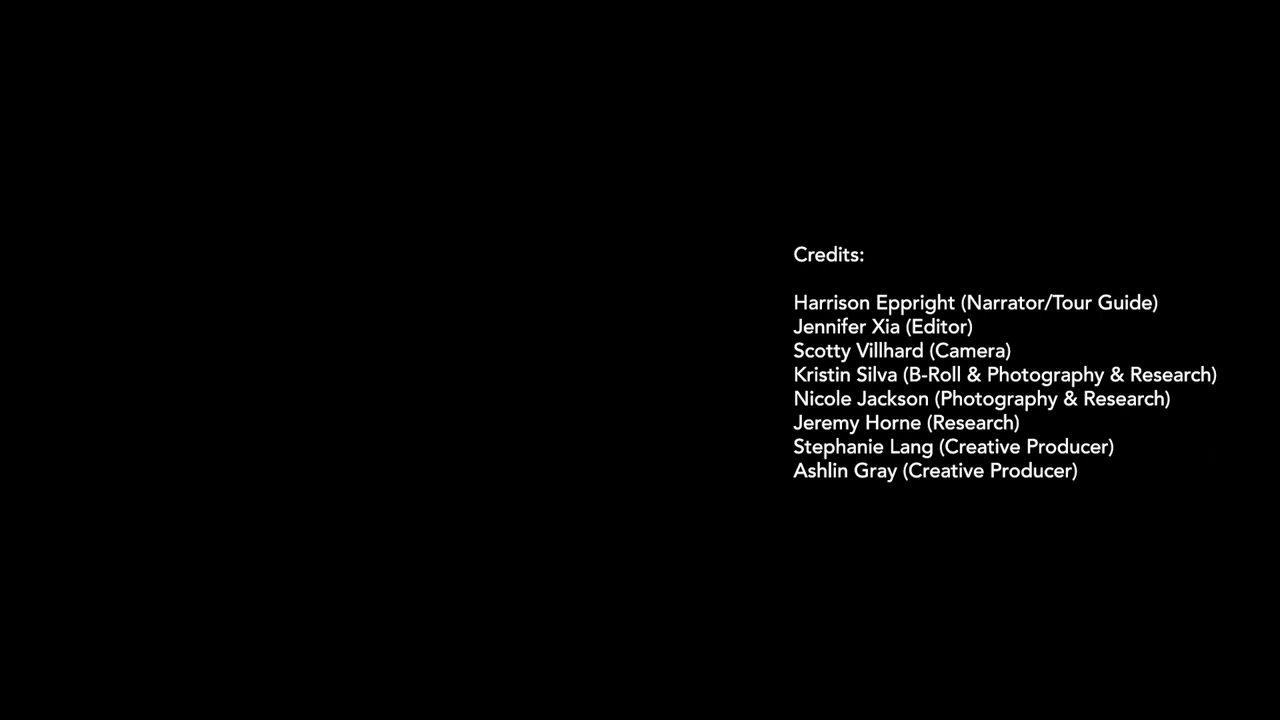 Credits:
Harrison Eppright (Narrator/Tour Guide)
Jennifer Xia (Editor)
Scotty Villhard (Camera)
Kristin Silva (B-Roll & Photography & Research)
Nicole Jackson (Photography & Research)
Jeremy Horne (Research)
Stephanie Lang (Creative Producer)
Ashlin Gray (Creative Producer)